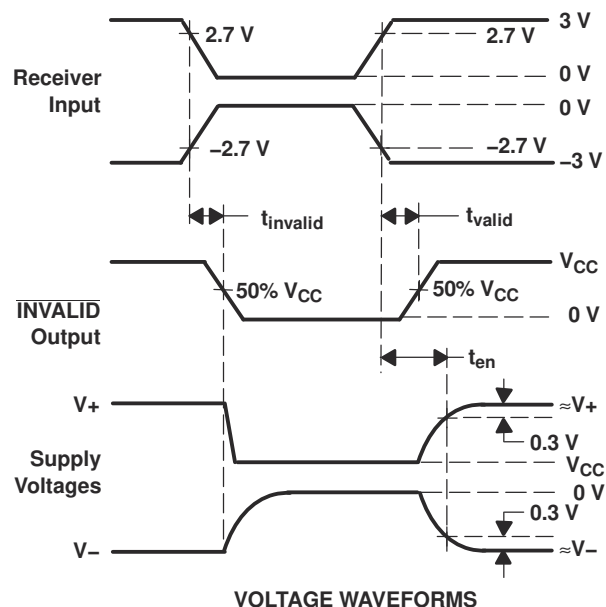 3 V
2.7 V
2.7 V
Receiver
Input
0 V
0 V
−2.7 V
−2.7 V
−3 V
tinvalid
tvalid
VCC
50% VCC
50% VCC
INVALID
Output
0 V
ten
V+
≈V+
0.3 V
Supply
Voltages
VCC
0 V
0.3 V
V−
≈V−
VOLTAGE WAVEFORMS